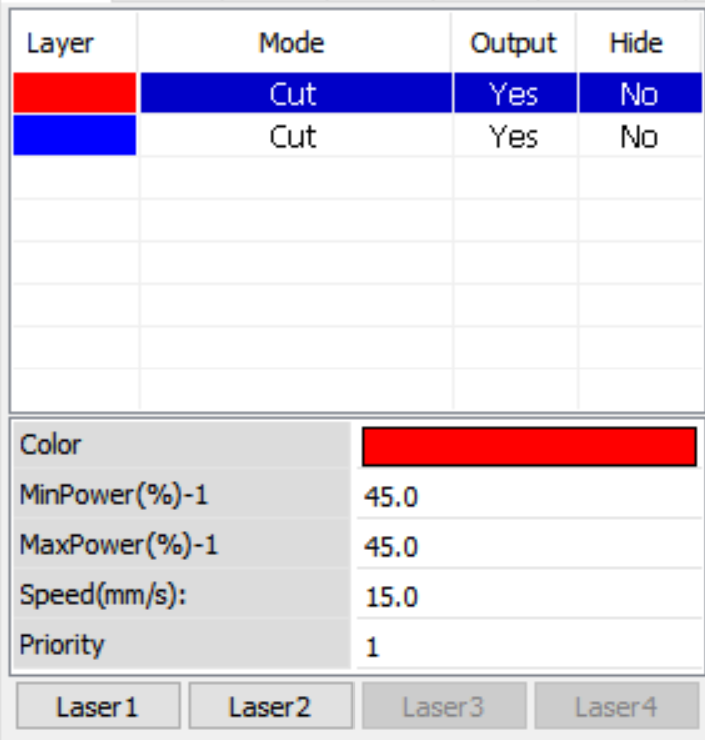 Layer Mode Output Hide
Cut Yes No
Cut Yes No
Color
MinPower(%)-1 45.0
MaxPower(%)-1 45.0
Speed(mm/s): 15.0
Priority 1
Laser1 Laser2 Laser3 Laser4